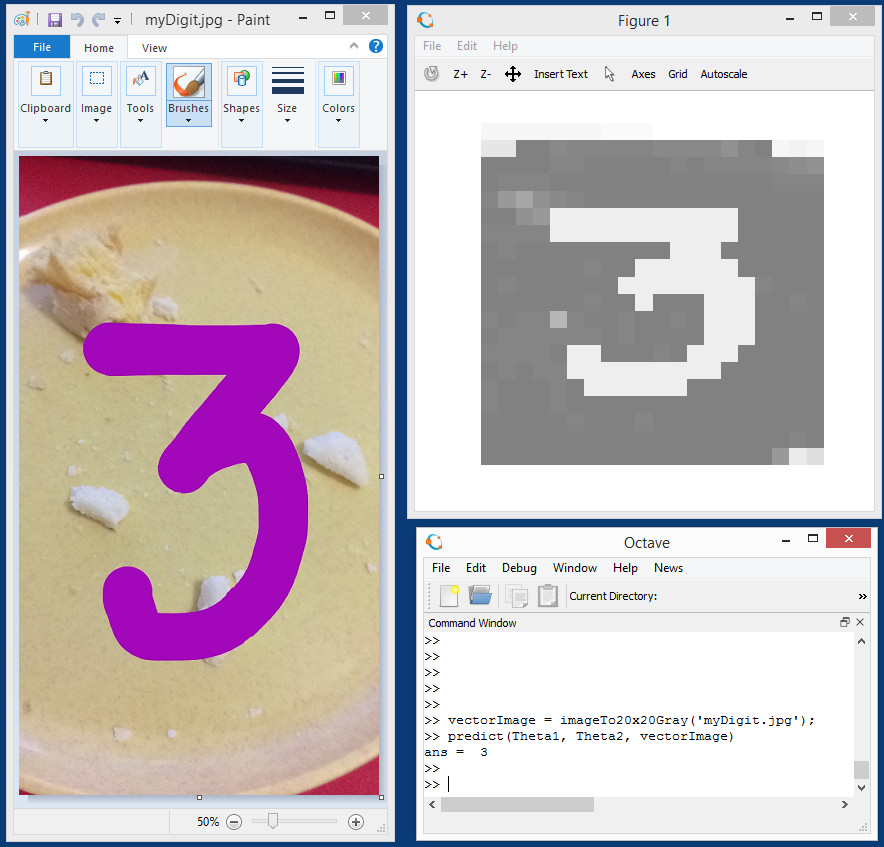 myDigit.jpg - Paint
File Home View
Clipboard Image Tools Brushes Shapes Size Colors
3
50%
Figure 1
File Edit Help
Z+ Z- Insert Text Axes Grid Autoscale
3
Octave
File Edit Debug Window Help News
Current Directory:
Command Window
>>
>>
>>
>>
>>
>> vectorImage = imageTo20x20Gray('myDigit.jpg');
>> predict(Theta1, Theta2, vectorImage)
ans = 3
>>
>>